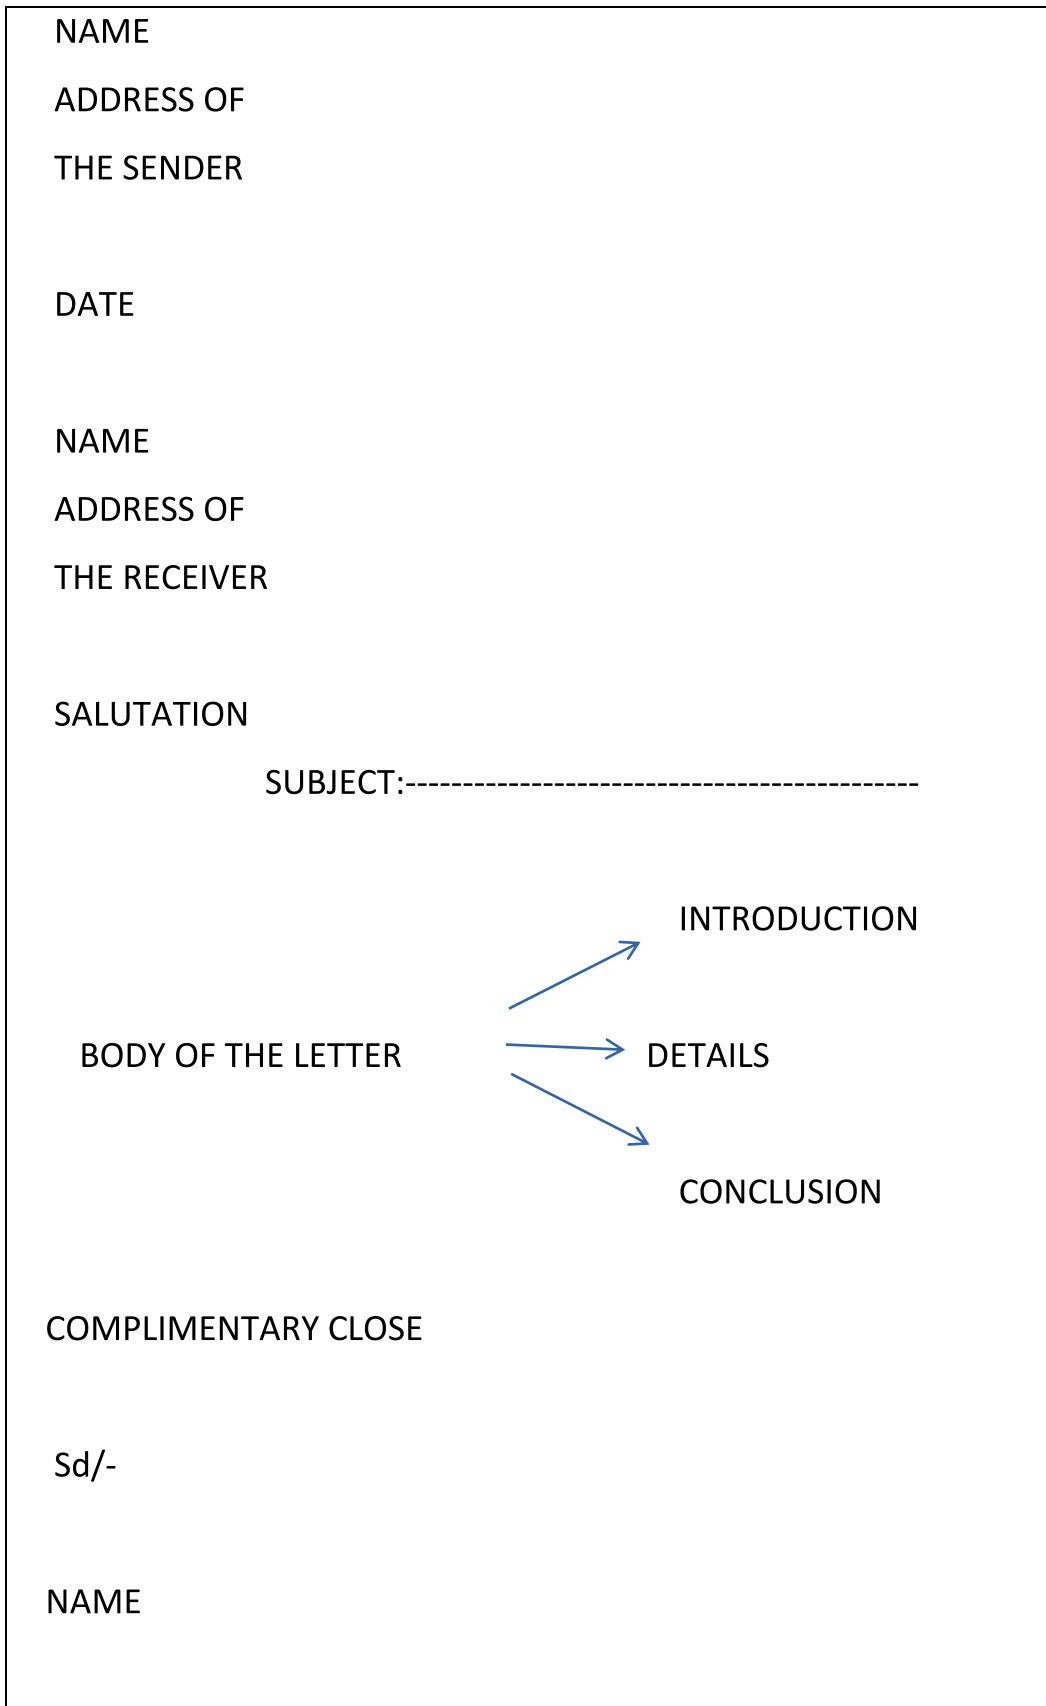 NAME
ADDRESS OF
THE SENDER
DATE
NAME
ADDRESS OF
THE RECEIVER
SALUTATION
SUBJECT:---------------------------------------------
INTRODUCTION
BODY OF THE LETTER DETAILS
CONCLUSION
COMPLIMENTARY CLOSE
Sd/-
NAME